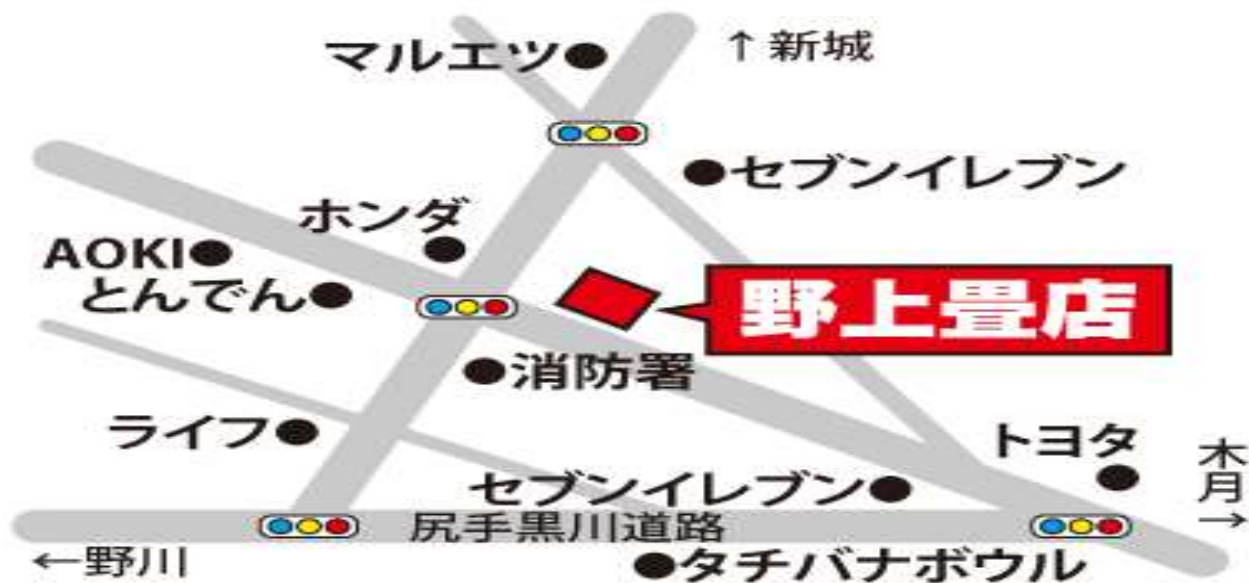 マルエツ
↑新城
セブンイレブン
ホンダ
AOKI
とんでん
野上畳店
消防署
ライフ
トヨタ
木月→
セブンイレブン
尻手黒川道路
←野川
タチバナボウル